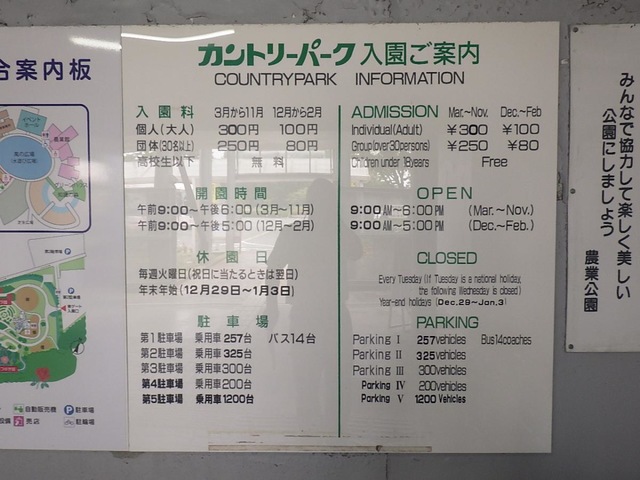 合案内板
イベントホール
カントリーパーク 入園ご案内
COUNTRYPARK INFORMATION
入園料 3月から11月 12月から2月
個人(大人) 300円 100円
団体(30名以上) 250円 80円
高校生以下 無料
開園時間
午前9:00~午後6:00(3月~11月)
午前9:00~午後5:00(12月~2月)
休園日
毎週火曜日(祝日に当たるときは翌日)
年末年始(12月29日~1月3日)
駐車場
第1駐車場 乗用車257台 バス14台
第2駐車場 乗用車325台
第3駐車場 乗用車300台
第4駐車場 乗用車200台
第5駐車場 乗用車1200台
ADMISSION Mar.~Nov. Dec.~Feb
Individual(Adult) ¥300 ¥100
Group(over30persons) ¥250 ¥80
Children under 18years Free
OPEN
9:00AM~6:00PM (Mar.~Nov.)
9:00AM~5:00PM (Dec.~Feb.)
CLOSED
Every Tuesday (If Tuesday is a national holiday,
the following Wednesday is closed)
Year-end holidays (Dec.29~Jan.3)
PARKING
Parking I 257vehicles Bus14coaches
Parking II 325vehicles
Parking III 300vehicles
Parking IV 200vehicles
Parking V 1200Vehicles
自動販売機 P 駐車場
売店 駐輪場
みんなで協力して楽しく美しい
公園にしましょう
農業公園